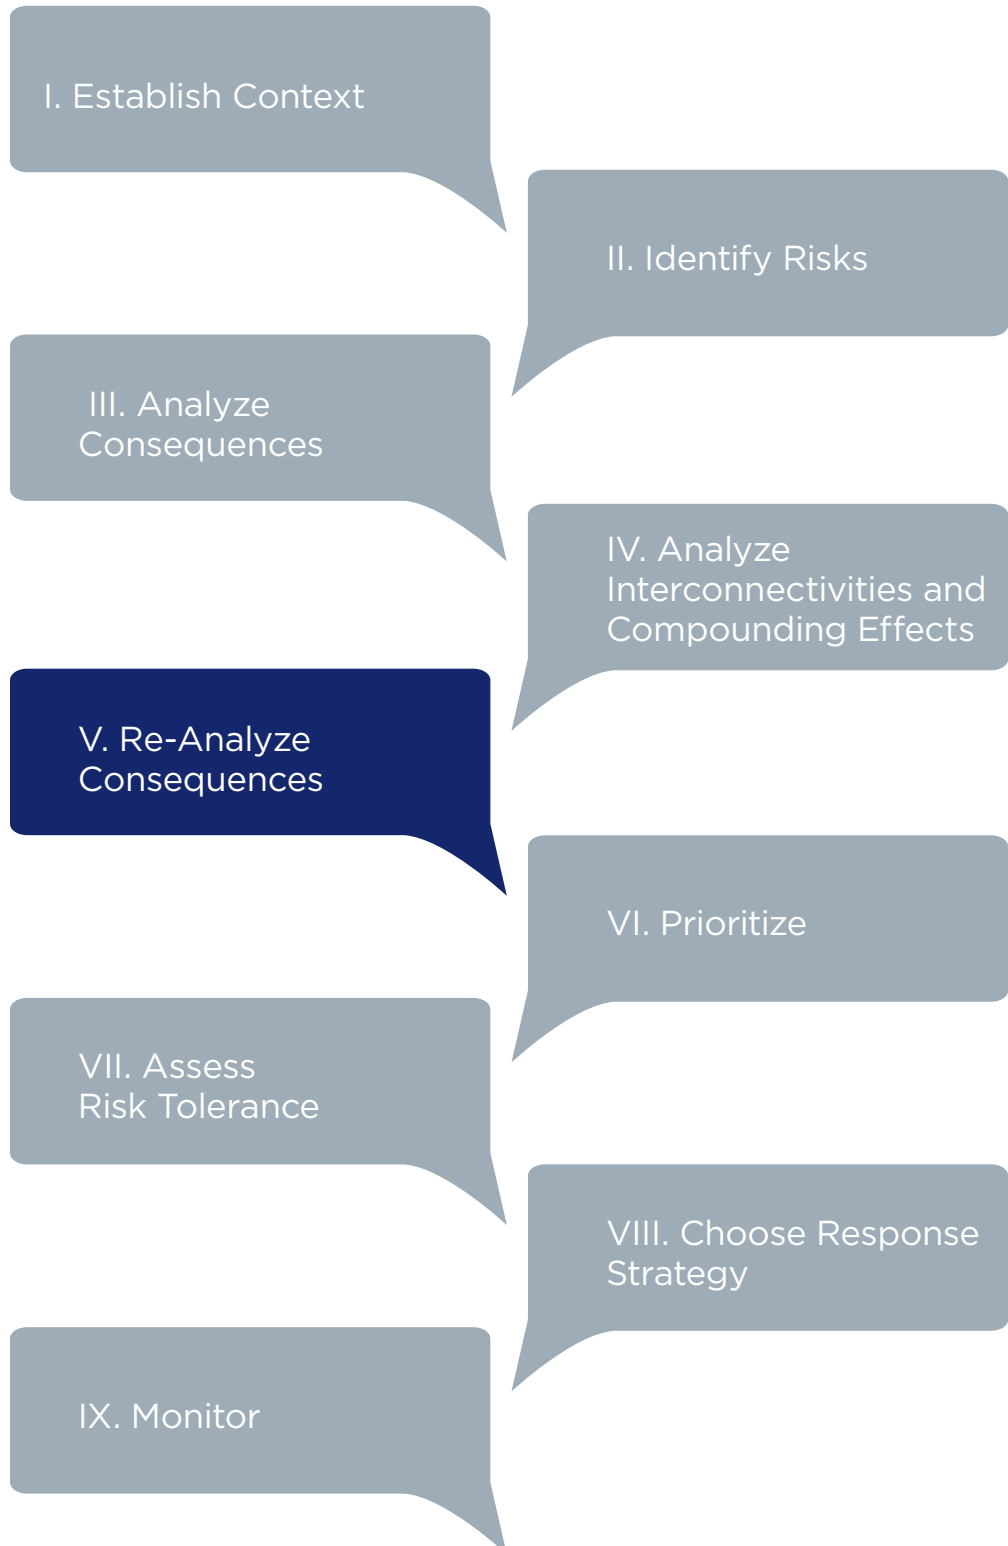 I. Establish Context
II. Identify Risks
III. Analyze
Consequences
IV. Analyze
Interconnectivities and
Compounding Effects
V. Re-Analyze
Consequences
VI. Prioritize
VII. Assess
Risk Tolerance
VIII. Choose Response
Strategy
IX. Monitor